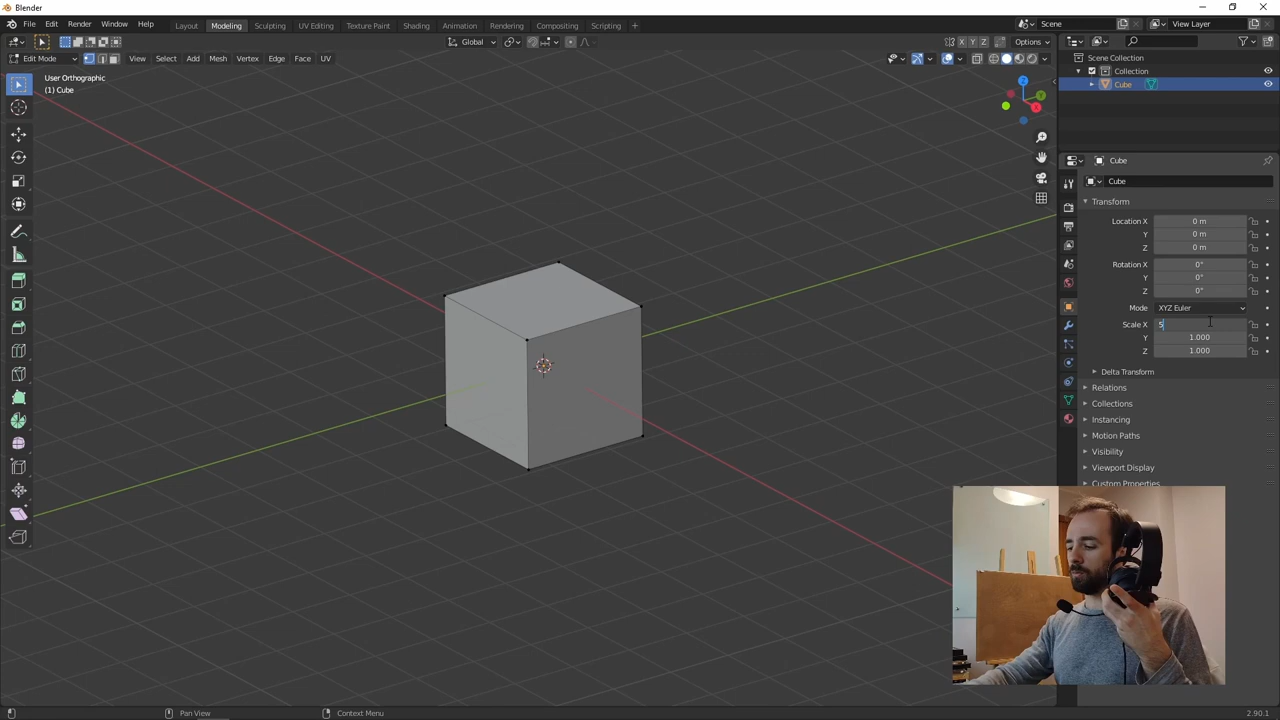 Blender
File Edit Render Window Help Layout Modeling Sculpting UV Editing Texture Paint Shading Animation Rendering Compositing Scripting + Scene View Layer
Global X Y Z Options
Edit Mode View Select Add Mesh Vertex Edge Face UV
User Orthographic
(1) Cube
Scene Collection
Collection
Cube
Z
Y
X
Cube
Cube
Transform
Location X 0 m
Y 0 m
Z 0 m
Rotation X 0°
Y 0°
Z 0°
Mode XYZ Euler
Scale X 5
Y 1.000
Z 1.000
Delta Transform
Relations
Collections
Instancing
Motion Paths
Visibility
Viewport Display
Custom Properties
Pan View Context Menu 2.90.1